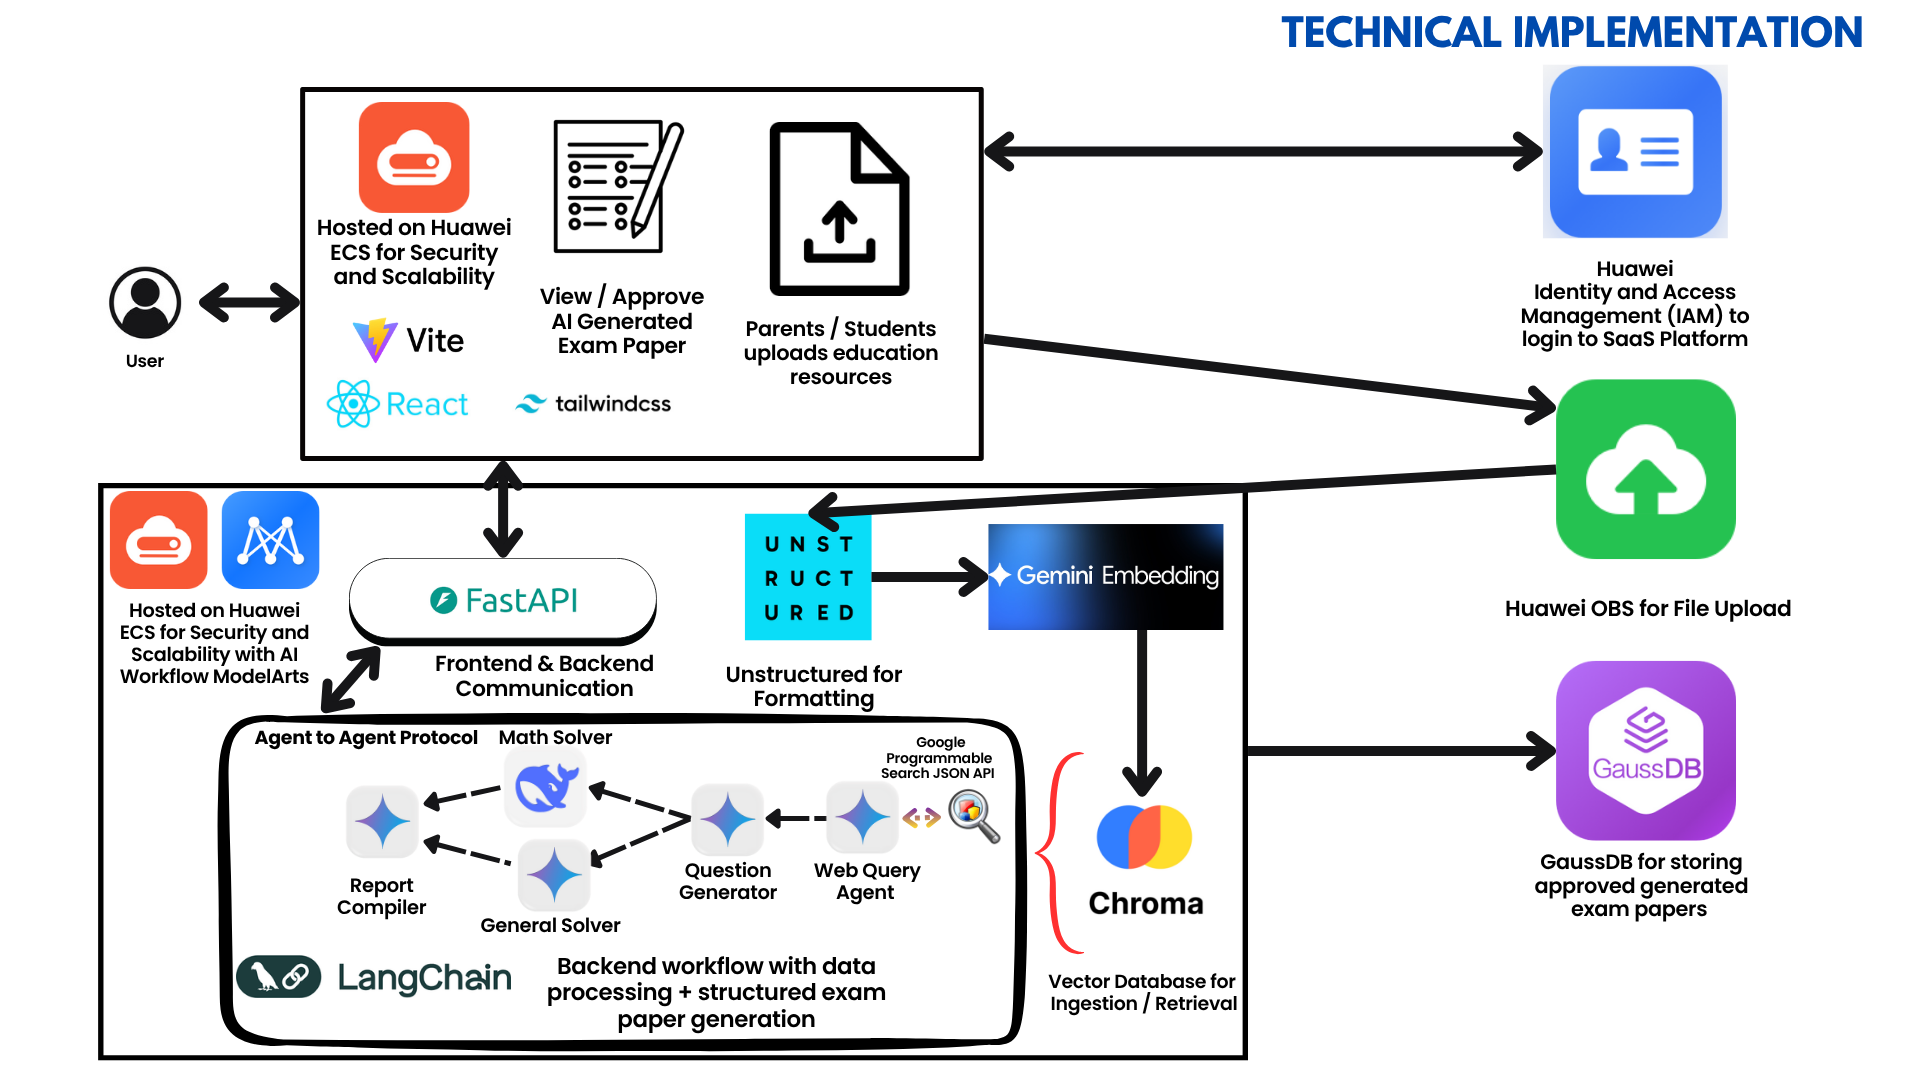 TECHNICAL IMPLEMENTATION
Hosted on Huawei
ECS for Security
and Scalability
Vite
React
tailwindcss
View / Approve
AI Generated
Exam Paper
Parents / Students
uploads education
resources
User
Huawei
Identity and Access
Management (IAM) to
login to SaaS Platform
Huawei OBS for File Upload
Hosted on Huawei
ECS for Security and
Scalability with AI
Workflow ModelArts
FastAPI
Frontend & Backend
Communication
UNST
RUCT
URED
Unstructured for
Formatting
Gemini Embedding
Agent to Agent Protocol
Math Solver
Google
Programmable
Search JSON API
Report
Compiler
General Solver
Question
Generator
Web Query
Agent
LangChain
Backend workflow with data
processing + structured exam
paper generation
Chroma
Vector Database for
Ingestion / Retrieval
GaussDB
GaussDB for storing
approved generated
exam papers